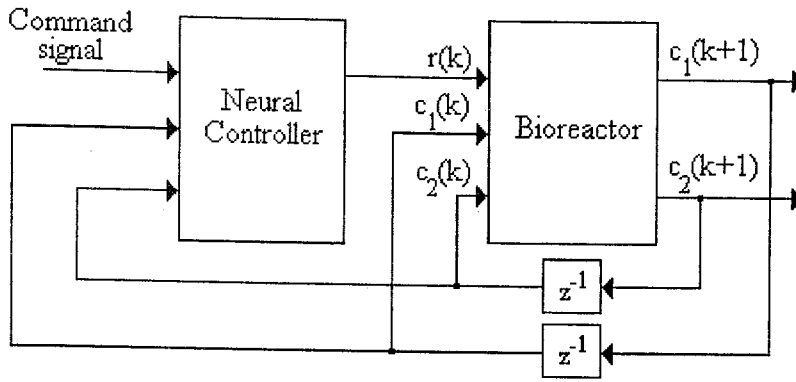 Command
signal
Neural
Controller
r(k)
c₁(k)
c₂(k)
Bioreactor
c₁(k+1)
c₂(k+1)
z⁻¹
z⁻¹